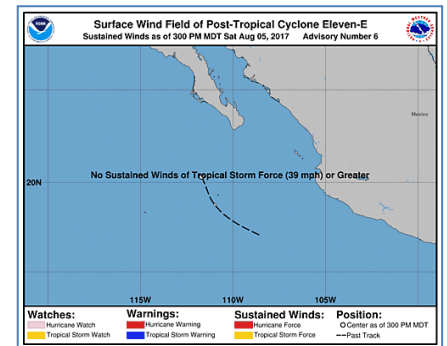 Surface Wind Field of Post-Tropical Cyclone Eleven-E
Sustained Winds as of 300 PM MDT Sat Aug 05, 2017 Advisory Number 6
NOAA
Mexico
No Sustained Winds of Tropical Storm Force (39 mph) or Greater
20N
115W 110W 105W
Watches: Warnings: Sustained Winds: Position:
Hurricane Watch Hurricane Warning Hurricane Force Center as of 300 PM MDT
Tropical Storm Watch Tropical Storm Warning Tropical Storm Force Past Track